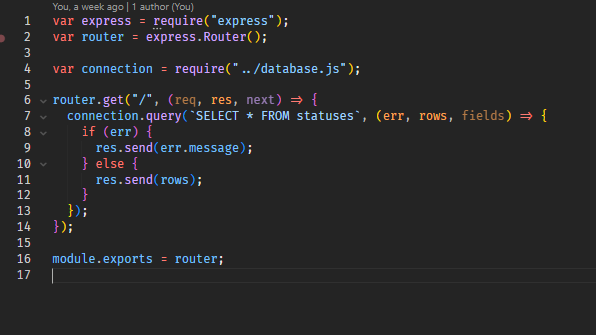 You, a week ago | 1 author (You)
1 var express = require("express");
2 var router = express.Router();
3
4 var connection = require("../database.js");
5
6 router.get("/", (req, res, next) => {
7   connection.query(`SELECT * FROM statuses`, (err, rows, fields) => {
8     if (err) {
9       res.send(err.message);
10     } else {
11       res.send(rows);
12     }
13   });
14 });
15
16 module.exports = router;
17